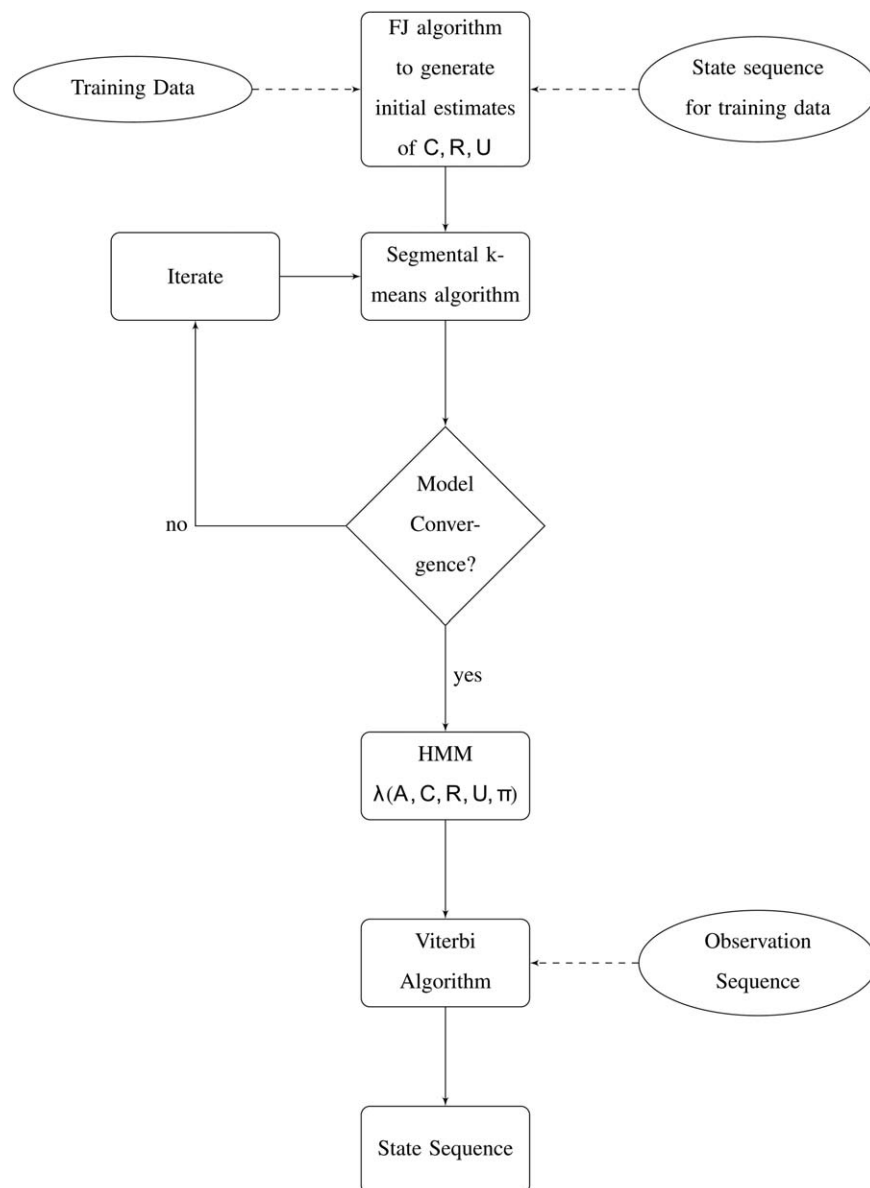 FJ algorithm
to generate
initial estimates
of C, R, U
Training Data
State sequence
for training data
Iterate
Segmental k-
means algorithm
Model
Conver-
gence?
no
yes
HMM
λ(A, C, R, U, π)
Viterbi
Algorithm
Observation
Sequence
State Sequence